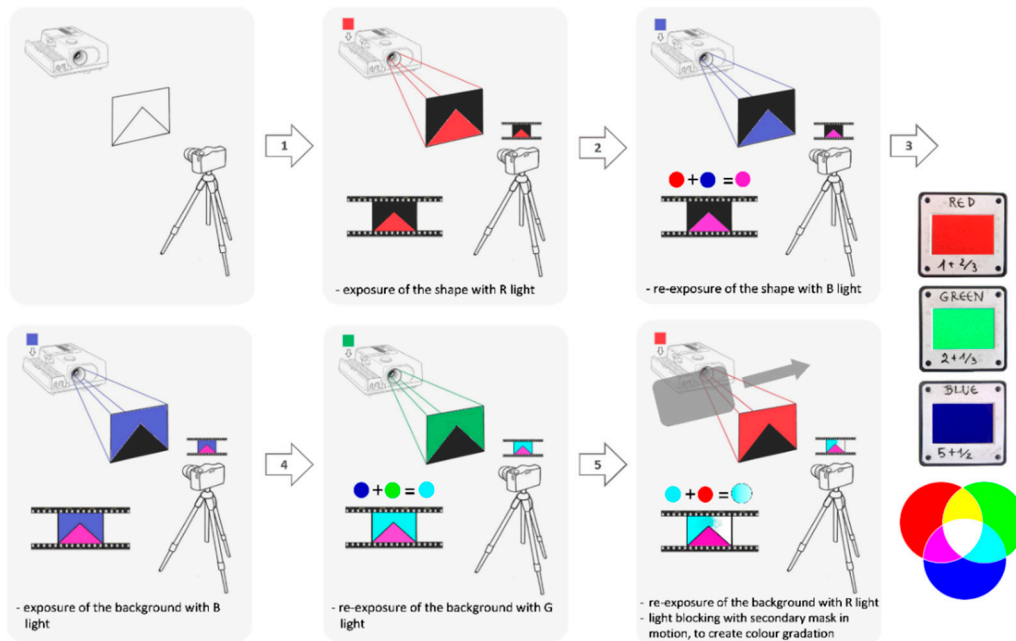 1
2
3
- exposure of the shape with R light
+ =
- re-exposure of the shape with B light
RED
1 + 2/3
GREEN
2 + 1/3
BLUE
5 + 1/2
4
5
- exposure of the background with B
light
+ =
- re-exposure of the background with G
light
+ =
- re-exposure of the background with R light
- light blocking with secondary mask in
motion, to create colour gradation